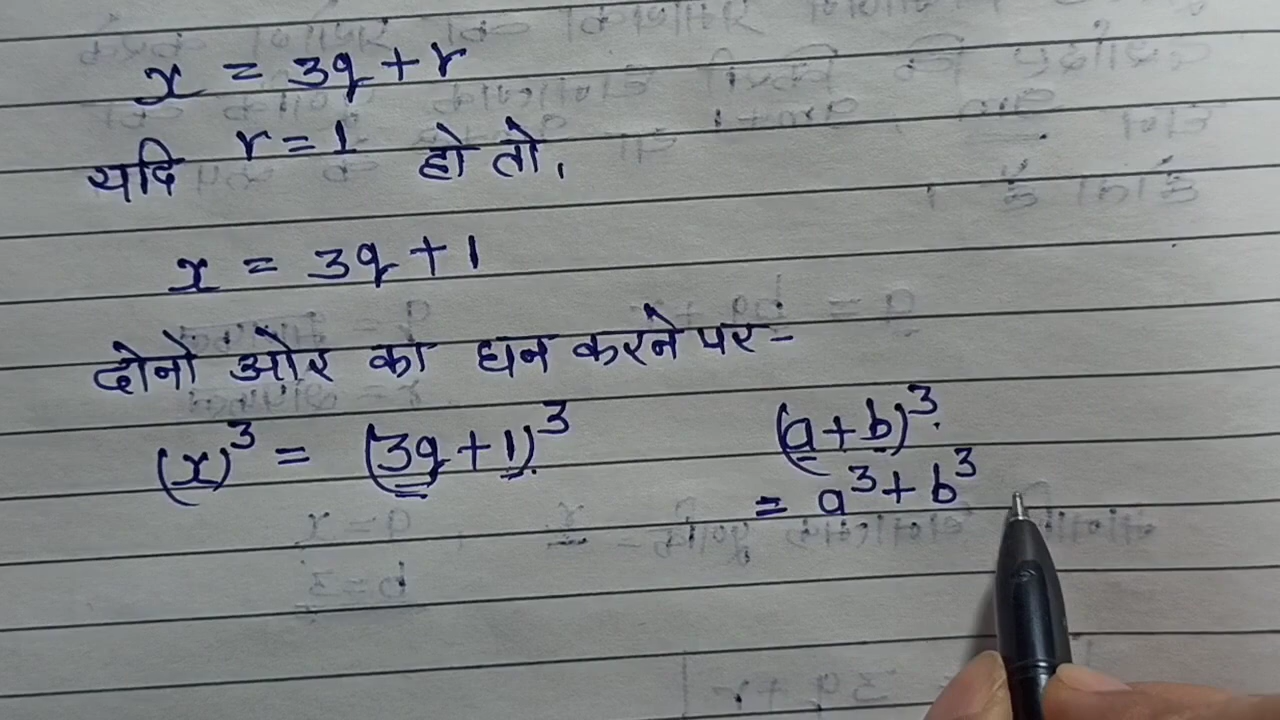 x = 3q + r
यदि r = 1 हो तो,
x = 3q + 1
दोनो ओर का घन करने पर -
(x)³ = (3q + 1)³
(a + b)³
= a³ + b³